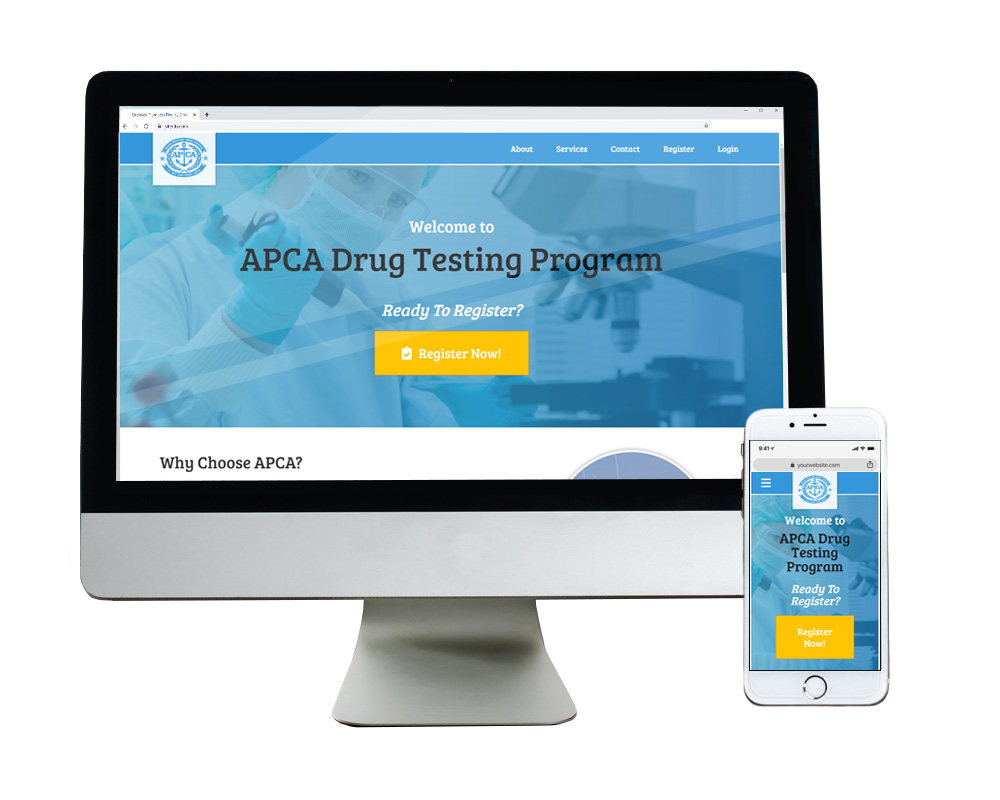 About Services Contact Register Login
APCA
Welcome to
APCA Drug Testing Program
Ready To Register?
Register Now!
Why Choose APCA?
9:41
yourwebsite.com
APCA
Welcome to
APCA Drug
Testing
Program
Ready To
Register?
Register
Now!